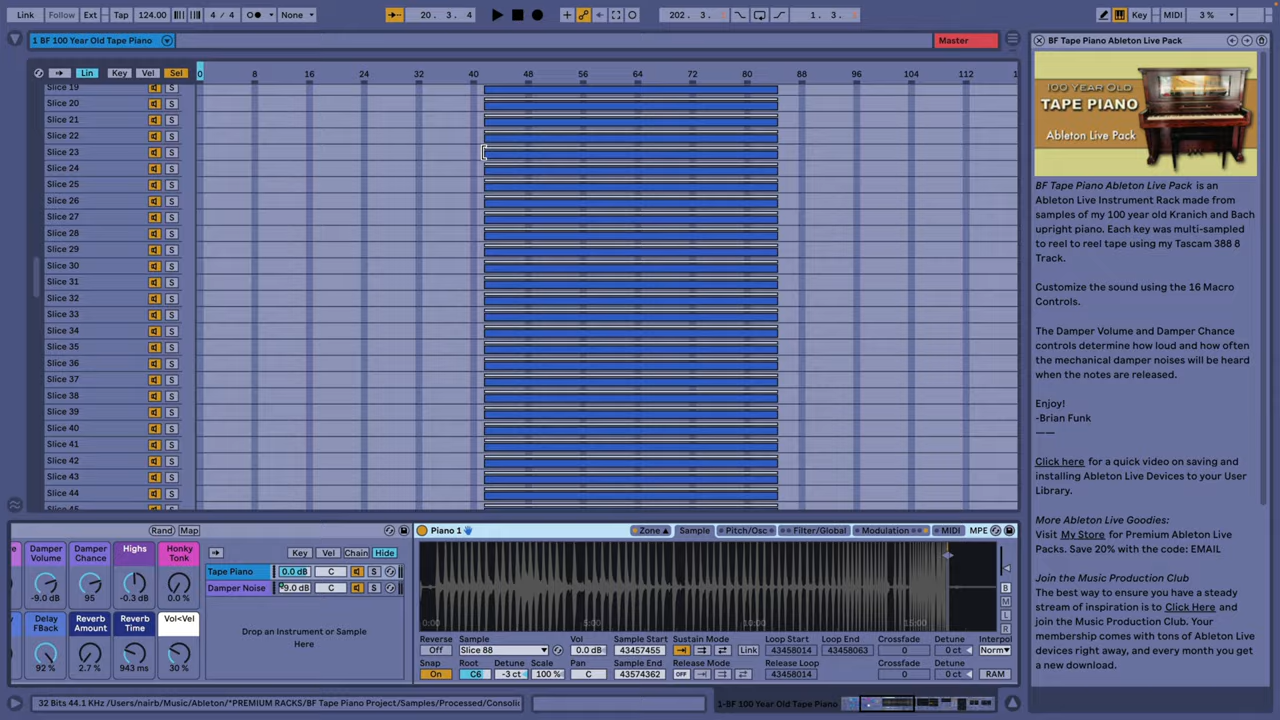 Link Follow Ext Tap 124.00 4 / 4 None 20. 3. 4 202. 3. 1. 3. Key MIDI 3 %
1 BF 100 Year Old Tape Piano
Master
BF Tape Piano Ableton Live Pack
Lin Key Vel Sel
0 8 16 24 32 40 48 56 64 72 80 88 96 104 112 1
Slice 19 S
Slice 20 S
Slice 21 S
Slice 22 S
Slice 23 S
Slice 24 S
Slice 25 S
Slice 26 S
Slice 27 S
Slice 28 S
Slice 29 S
Slice 30 S
Slice 31 S
Slice 32 S
Slice 33 S
Slice 34 S
Slice 35 S
Slice 36 S
Slice 37 S
Slice 38 S
Slice 39 S
Slice 40 S
Slice 41 S
Slice 42 S
Slice 43 S
Slice 44 S
Slice 45
100 YEAR OLD
TAPE PIANO
Ableton Live Pack
BF Tape Piano Ableton Live Pack is an
Ableton Live Instrument Rack made from
samples of my 100 year old Kranich and Bach
upright piano. Each key was multi-sampled
to reel to reel tape using my Tascam 388 8
Track.
Customize the sound using the 16 Macro
Controls.
The Damper Volume and Damper Chance
controls determine how loud and how often
the mechanical damper noises will be heard
when the notes are released.
Enjoy!
-Brian Funk
——
Click here for a quick video on saving and
installing Ableton Live Devices to your User
Library.
More Ableton Live Goodies:
Visit My Store for Premium Ableton Live
Packs. Save 20% with the code: EMAIL
Join the Music Production Club
The best way to ensure you have a steady
stream of inspiration is to Click Here and
join the Music Production Club. Your
membership comes with tons of Ableton Live
devices right away, and every month you get
a new download.
Rand Map
Damper Volume Damper Chance Highs Honky Tonk
-9.0 dB 95 -0.3 dB 0.0 %
Delay FBack Reverb Amount Reverb Time Vol<Vel
92 % 2.7 % 943 ms 30 %
Key Vel Chain Hide
Tape Piano 0.0 dB C S
Damper Noise -9.0 dB C S
Drop an Instrument or Sample
Here
Piano 1 Zone Sample Pitch/Osc Filter/Global Modulation MIDI MPE
0:00 5:00 10:00 15:00
B
M
L
R
Reverse Sample Vol Sample Start Sustain Mode Loop Start Loop End Crossfade Detune Interpol
Off Slice 88 0.0 dB 43457455 Link 43458014 43458063 0 ct Norm
Snap Root Detune Scale Pan Sample End Release Mode Release Loop
On C6 -3 ct 100 % C 43574362 OFF 43458014 0 ct RAM
32 Bits 44.1 KHz /Users/nairb/Music/Ableton/*PREMIUM RACKS/BF Tape Piano Project/Samples/Processed/Consolid
1-BF 100 Year Old Tape Piano